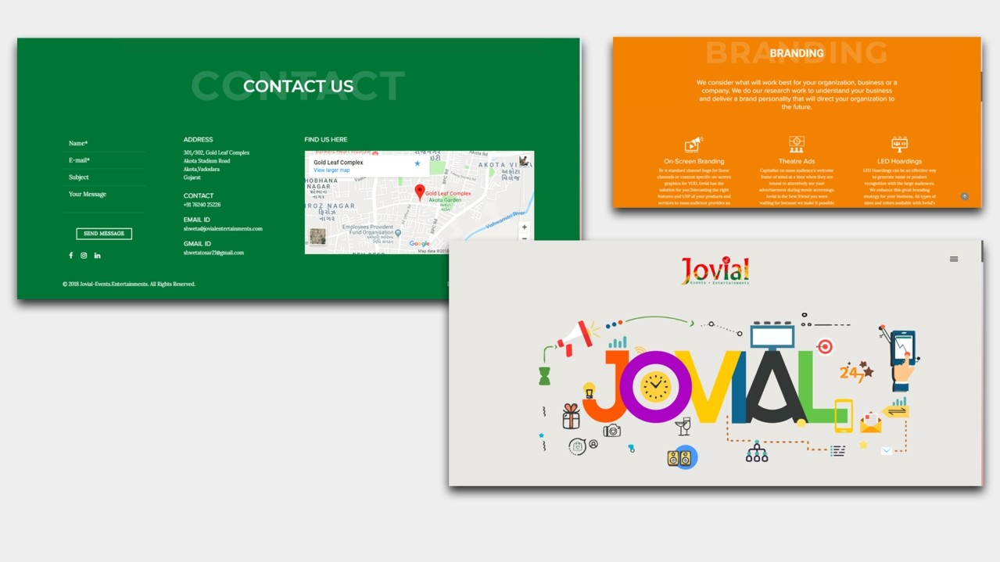 CONTACT
CONTACT US
Name*
E-mail*
Subject
Your Message
SEND MESSAGE
ADDRESS
301/302, Gold Leaf Complex
Akota Stadium Road
Akota,Vadodara
Gujarat
CONTACT
+91 76240 25226
EMAIL ID
shweta@jovialentertainments.com
GMAIL ID
shwetatosar21@gmail.com
FIND US HERE
Gold Leaf Complex
View larger map
AKOTA
HOBHANA
NAGAR
Gold Leaf Complex
Akota Garden
NAGAR
Employees Provident
Fund Organisation
Vishwamitri River
BPC Rd
BPC Rd
Akota Rd
Google
Map data ©2018
© 2018 Jovial-Events.Entertainments. All Rights Reserved.
BRANDING
BRANDING
We consider what will work best for your organization, business or a
company. We do our research work to understand your business
and deliver a brand personality that will direct your organization to
the future.
On-Screen Branding
Be it standard channel bugs for linear
channels or content specific on-screen
graphics for VOD, Jovial has the
solution for you.Telecasting the right
features and USP of your products and
services to mass audience provides an
Theatre Ads
Capitalise on mass audience's welcome
frame of mind at a time when they are
bound to attentively see your
advertisement during movie screenings.
Jovial is the best friend you were
waiting for because we make it possible
LED Hoardings
LED Hoardings can be an effective way
to generate name or product
recognition with the large audiences.
We enhance this great branding
strategy for your business. All types of
sizes and colors available with Jovial's
Jovial
Events • Entertainments
JOVIAL
24/7